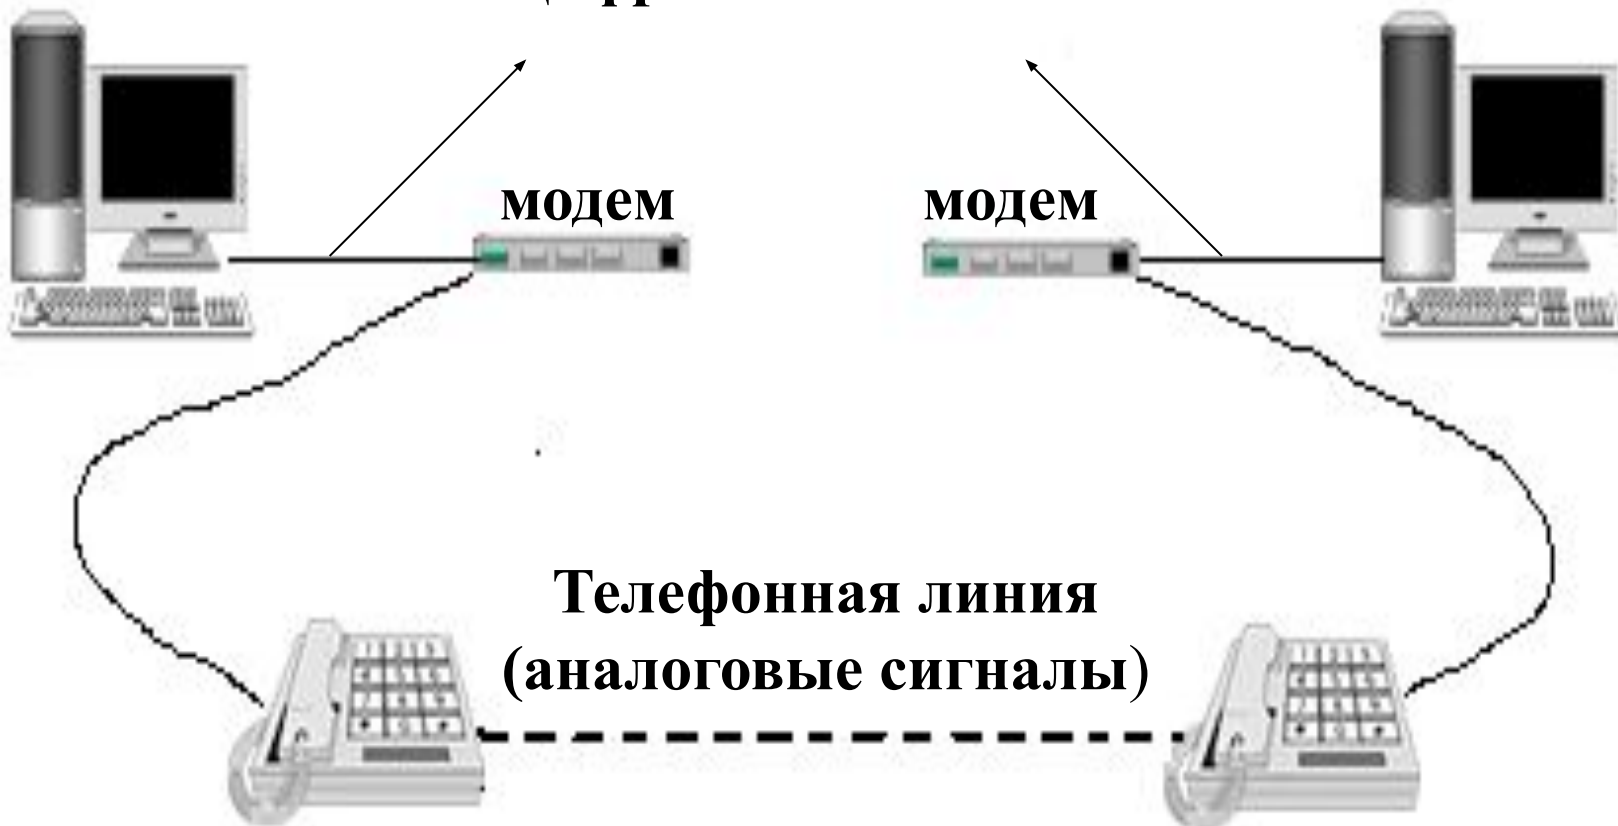 модем
модем
Телефонная линия
(аналоговые сигналы)